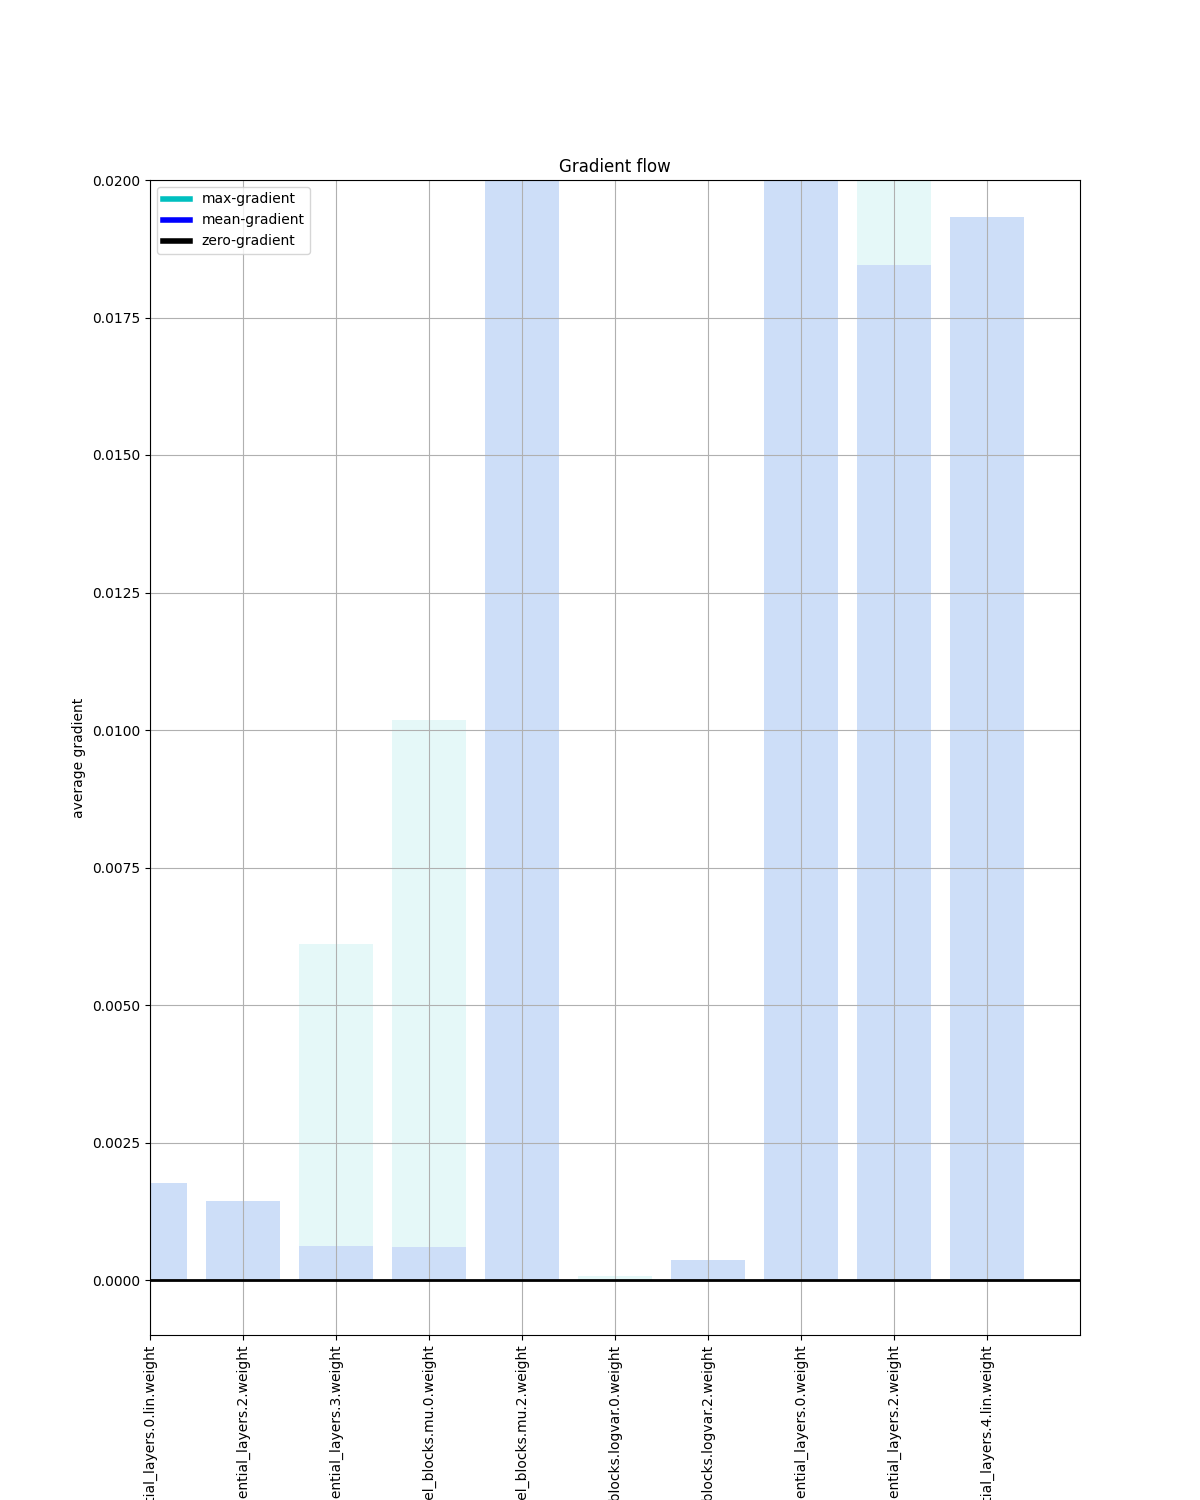 Gradient flow
max-gradient
mean-gradient
zero-gradient
0.0200
0.0175
0.0150
0.0125
0.0100
0.0075
0.0050
0.0025
0.0000
average gradient
tial_layers.0.lin.weight
ential_layers.2.weight
ential_layers.3.weight
el_blocks.mu.0.weight
el_blocks.mu.2.weight
blocks.logvar.0.weight
blocks.logvar.2.weight
ential_layers.0.weight
ential_layers.2.weight
tial_layers.4.lin.weight